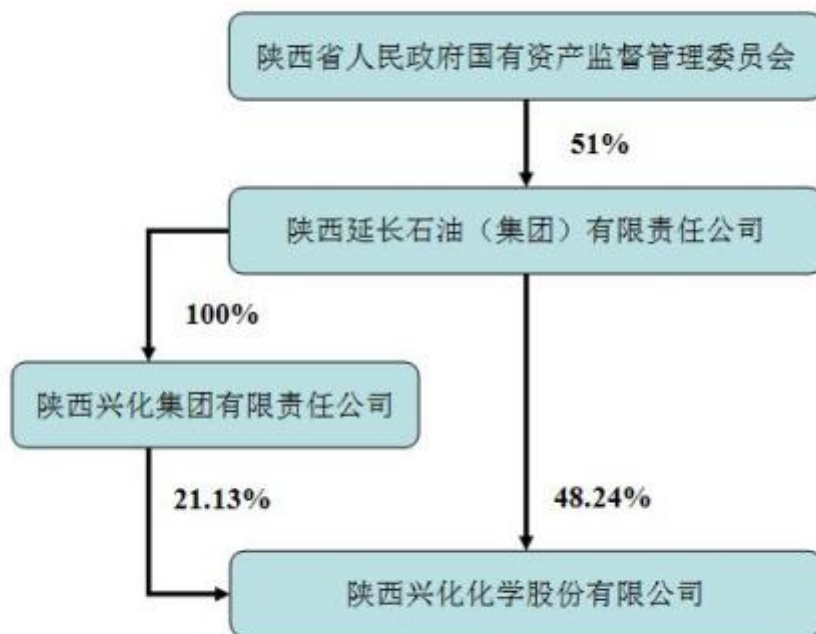 陕西省人民政府国有资产监督管理委员会
51%
陕西延长石油（集团）有限责任公司
100%
陕西兴化集团有限责任公司
21.13%
48.24%
陕西兴化化学股份有限公司